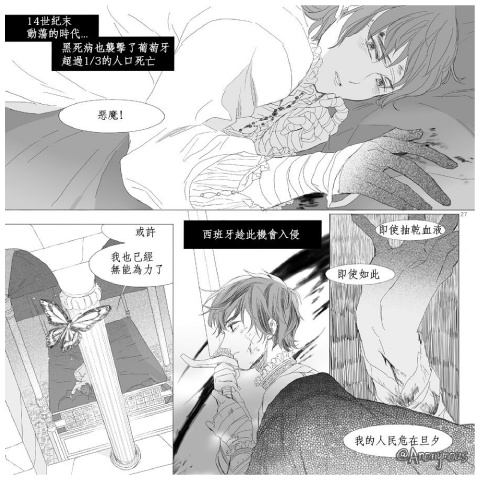 14世紀末
動蕩的時代...
黑死病也襲擊了葡萄牙
超過1/3的人口死亡
惡魔!
或許
我也已經
無能為力了
西班牙趁此機會入侵
27
即使抽乾血液
即使如此
我的人民危在旦夕
@Anonymous